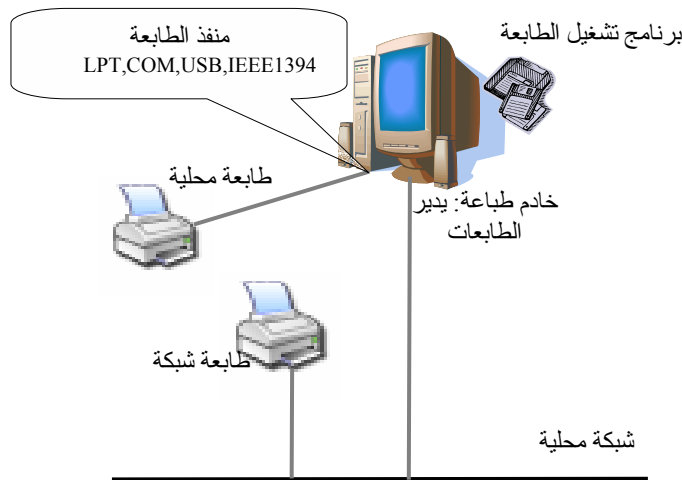 منفذ الطابعة
LPT,COM,USB,IEEE1394
برنامج تشغيل الطابعة
طابعة محلية
خادم طباعة: يدير
الطابعات
طابعة شبكة
شبكة محلية